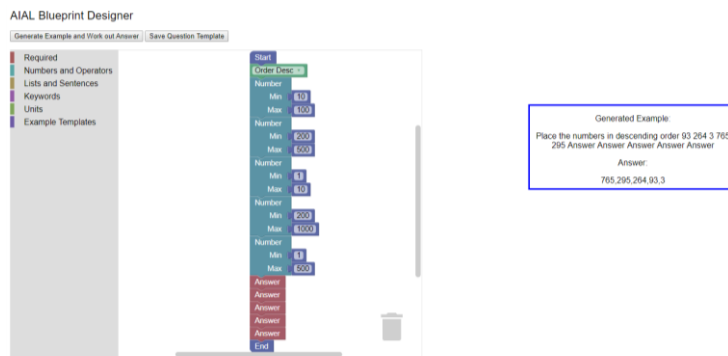 AIAL Blueprint Designer
Generate Example and Work out Answer Save Question Template
Required
Numbers and Operators
Lists and Sentences
Keywords
Units
Example Templates
Start
Order Desc
Number
Min 10
Max 100
Number
Min 200
Max 500
Number
Min 1
Max 10
Number
Min 200
Max 1000
Number
Min 1
Max 500
Answer
Answer
Answer
Answer
Answer
End
Generated Example:
Place the numbers in descending order 93 264 3 765
295 Answer Answer Answer Answer Answer
Answer:
765,295,264,93,3